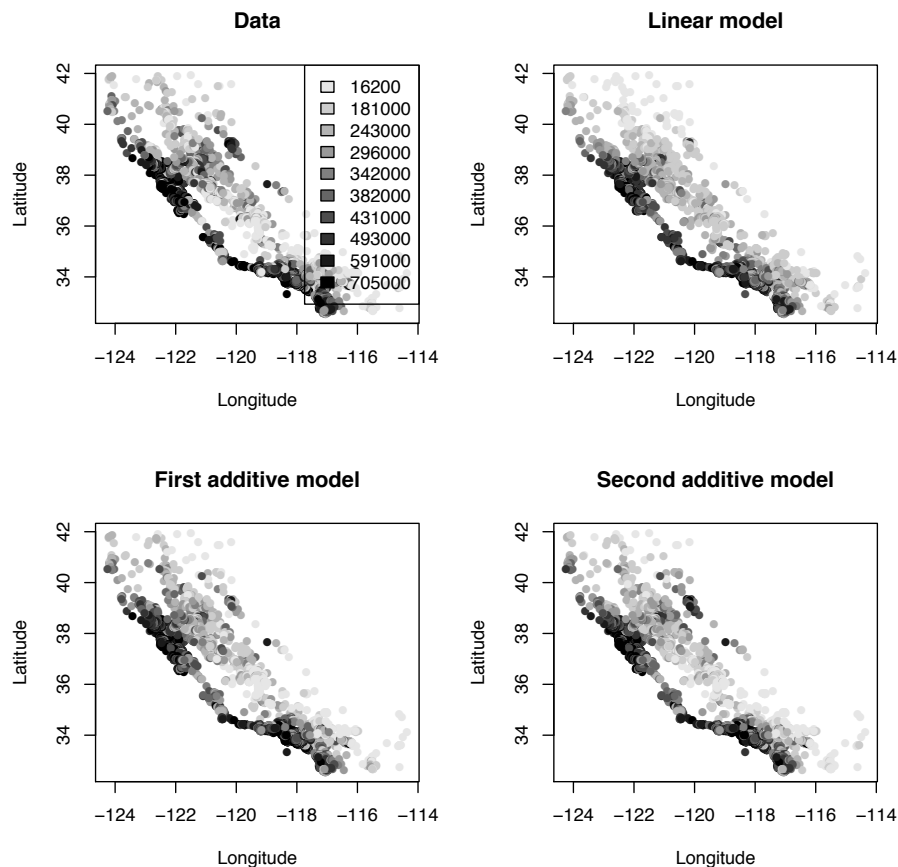 Data
42
40
38
36
34
Latitude
16200
181000
243000
296000
342000
382000
431000
493000
591000
705000
−124 −122 −120 −118 −116 −114
Longitude
Linear model
42
40
38
36
34
Latitude
−124 −122 −120 −118 −116 −114
Longitude
First additive model
42
40
38
36
34
Latitude
−124 −122 −120 −118 −116 −114
Longitude
Second additive model
42
40
38
36
34
Latitude
−124 −122 −120 −118 −116 −114
Longitude